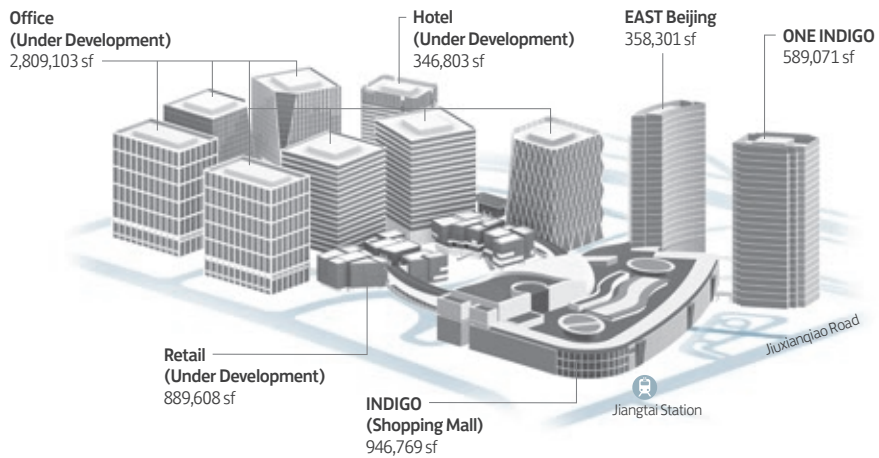 Office
(Under Development)
2,809,103 sf
Hotel
(Under Development)
346,803 sf
EAST Beijing
358,301 sf
ONE INDIGO
589,071 sf
Retail
(Under Development)
889,608 sf
INDIGO
(Shopping Mall)
946,769 sf
Jiangtai Station
Jiuxianqiao Road